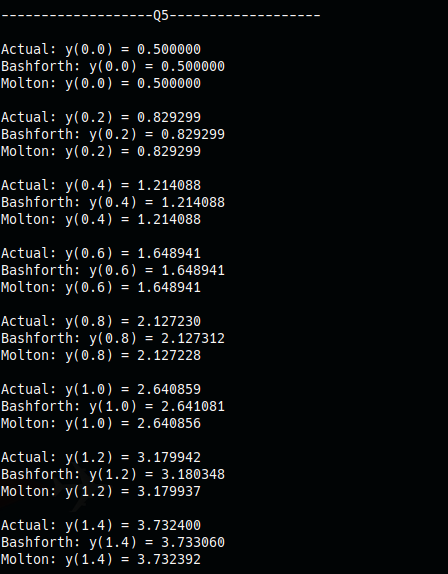 -------------------Q5-------------------
Actual: y(0.0) = 0.500000
Bashforth: y(0.0) = 0.500000
Molton: y(0.0) = 0.500000
Actual: y(0.2) = 0.829299
Bashforth: y(0.2) = 0.829299
Molton: y(0.2) = 0.829299
Actual: y(0.4) = 1.214088
Bashforth: y(0.4) = 1.214088
Molton: y(0.4) = 1.214088
Actual: y(0.6) = 1.648941
Bashforth: y(0.6) = 1.648941
Molton: y(0.6) = 1.648941
Actual: y(0.8) = 2.127230
Bashforth: y(0.8) = 2.127312
Molton: y(0.8) = 2.127228
Actual: y(1.0) = 2.640859
Bashforth: y(1.0) = 2.641081
Molton: y(1.0) = 2.640856
Actual: y(1.2) = 3.179942
Bashforth: y(1.2) = 3.180348
Molton: y(1.2) = 3.179937
Actual: y(1.4) = 3.732400
Bashforth: y(1.4) = 3.733060
Molton: y(1.4) = 3.732392